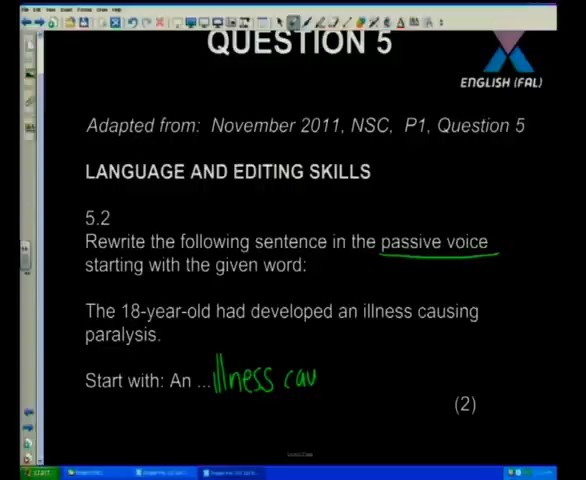 QUESTION 5
ENGLISH (FAL)
Adapted from: November 2011, NSC, P1, Question 5
LANGUAGE AND EDITING SKILLS
5.2
Rewrite the following sentence in the passive voice
starting with the given word:
The 18-year-old had developed an illness causing
paralysis.
Start with: An ... illness cau
(2)
START